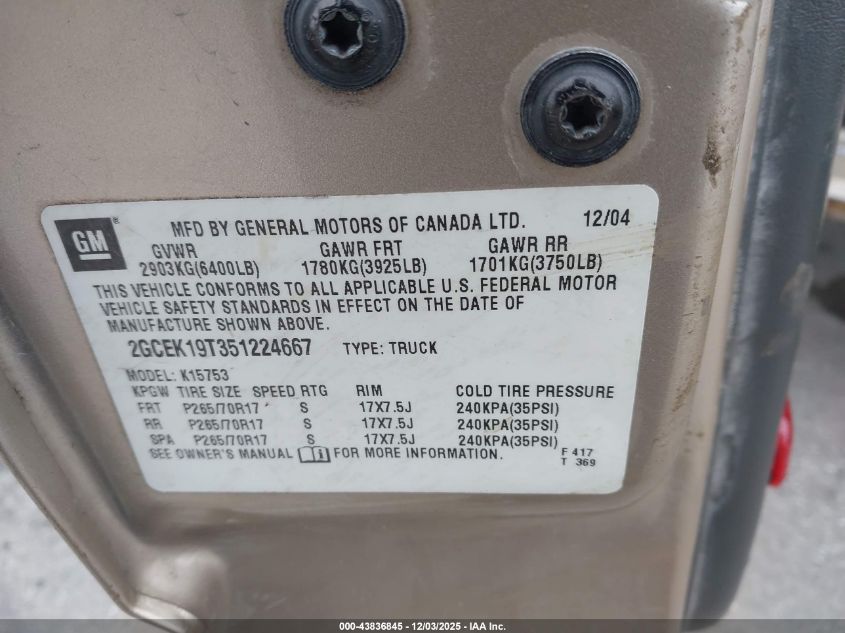 GM ® MFD BY GENERAL MOTORS OF CANADA LTD. 12/04
GVWR GAWR FRT GAWR RR
2903KG(6400LB) 1780KG(3925LB) 1701KG(3750LB)
THIS VEHICLE CONFORMS TO ALL APPLICABLE U.S. FEDERAL MOTOR
VEHICLE SAFETY STANDARDS IN EFFECT ON THE DATE OF
MANUFACTURE SHOWN ABOVE.
2GCEK19T351224667 TYPE: TRUCK
MODEL: K15753
KPGW TIRE SIZE SPEED RTG RIM COLD TIRE PRESSURE
FRT P265/70R17 S 17X7.5J 240KPA(35PSI)
RR P265/70R17 S 17X7.5J 240KPA(35PSI)
SPA P265/70R17 S 17X7.5J 240KPA(35PSI)
SEE OWNER'S MANUAL FOR MORE INFORMATION. F 417
T 369
000-43836845 - 12/03/2025 - IAA Inc.